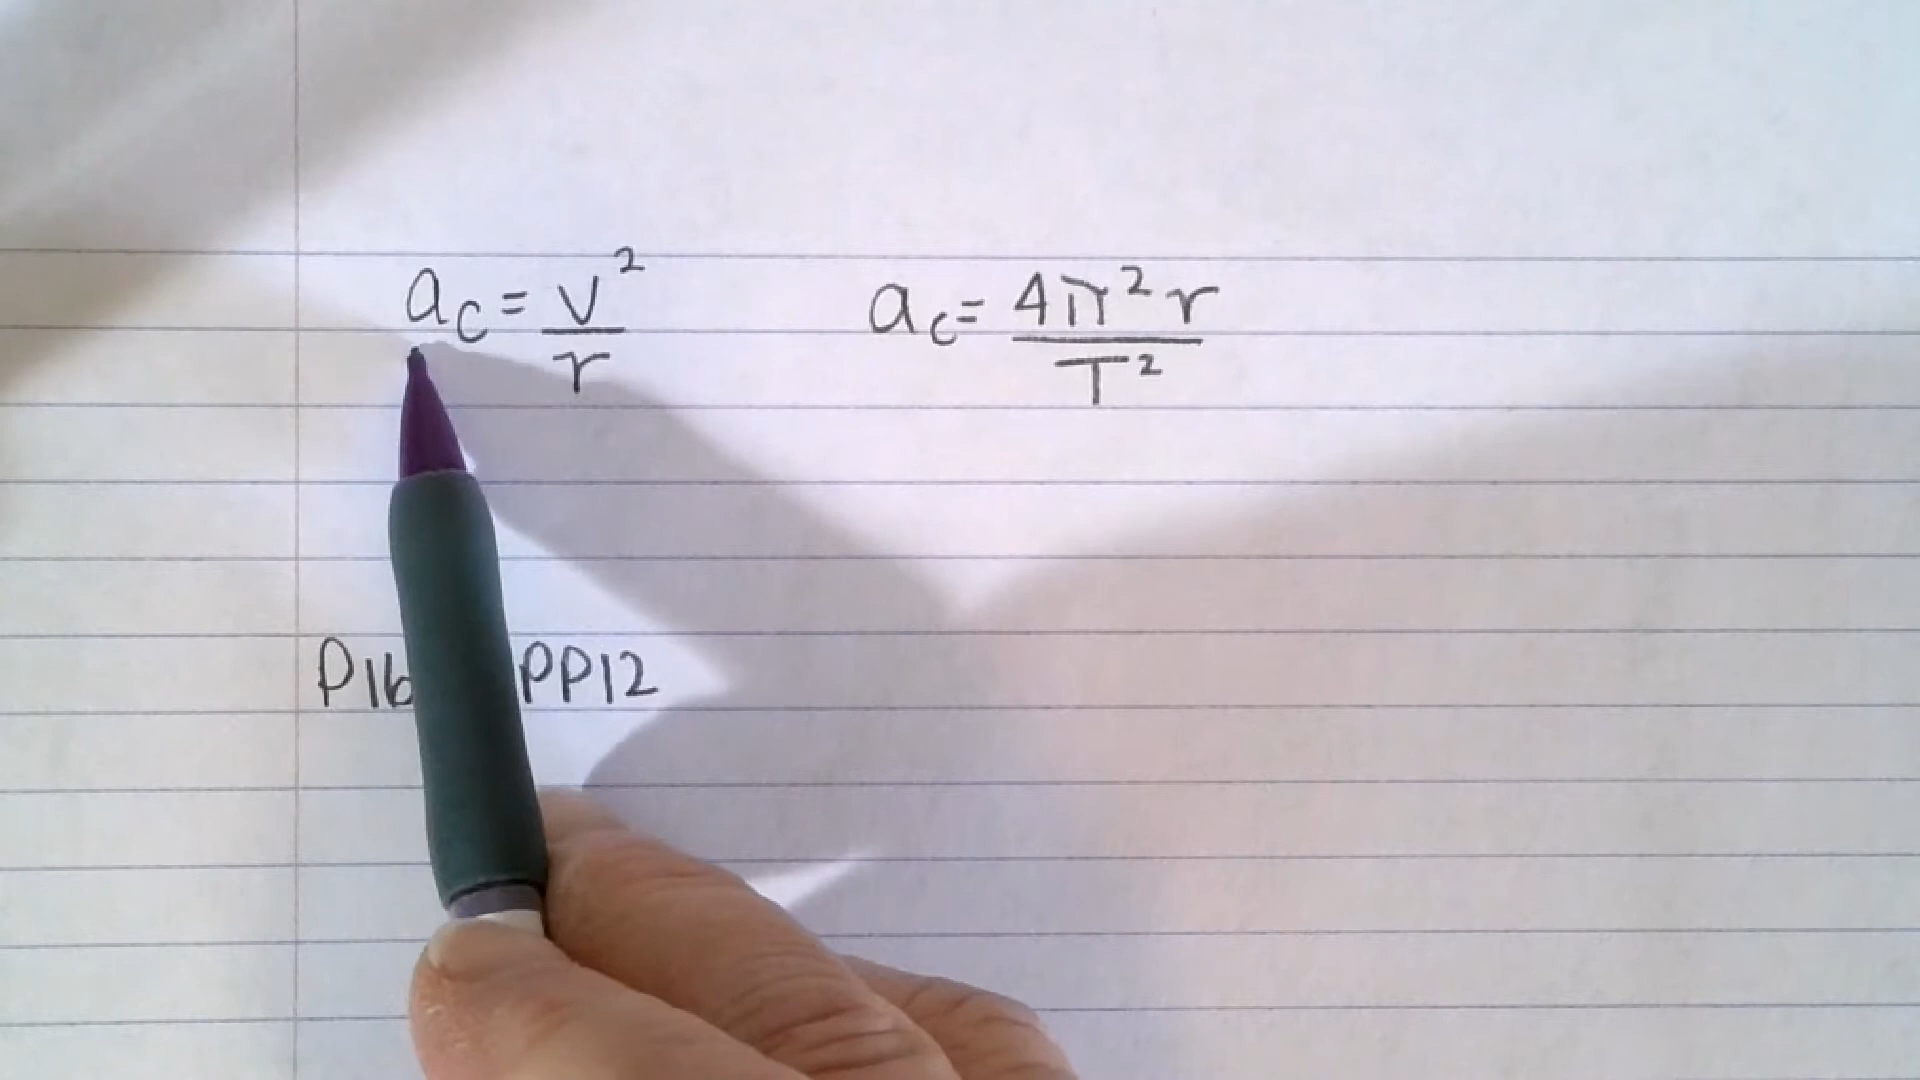 a_c = v²/r    a_c = 4π²r/T²
P16 PP12